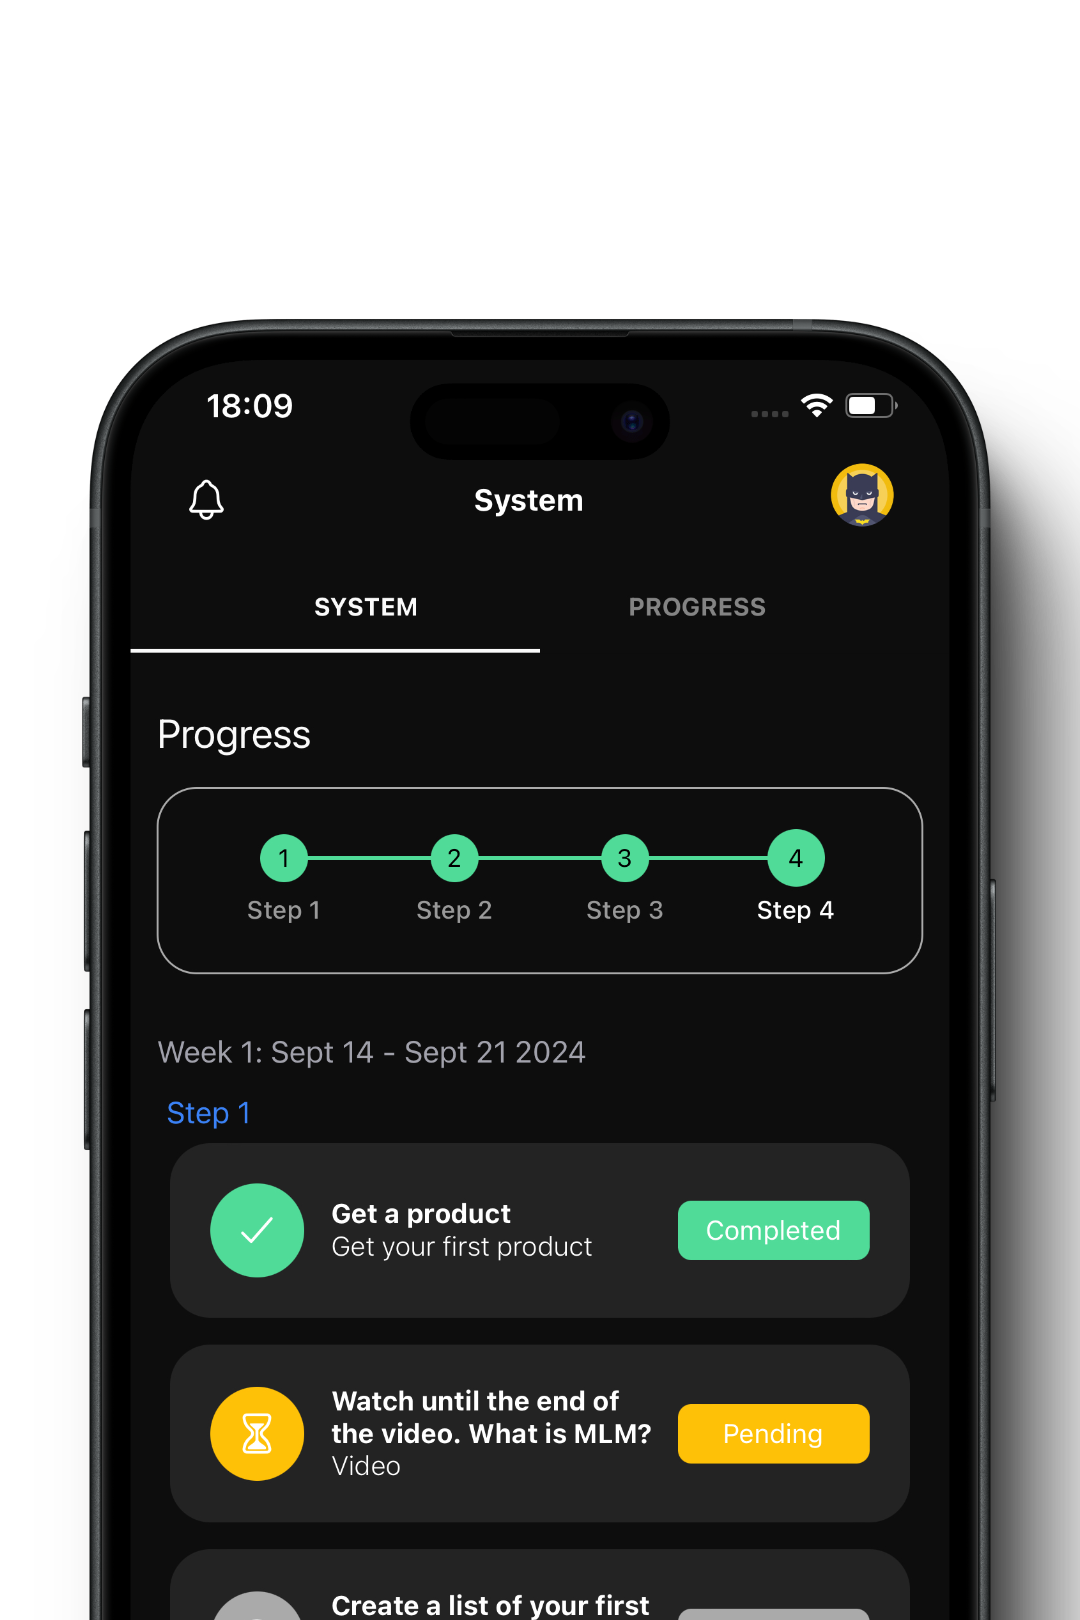 18:09
System
SYSTEM
PROGRESS
Progress
1
2
3
4
Step 1
Step 2
Step 3
Step 4
Week 1: Sept 14 - Sept 21 2024
Step 1
Get a product
Get your first product
Completed
Watch until the end of
the video. What is MLM?
Video
Pending
Create a list of your first